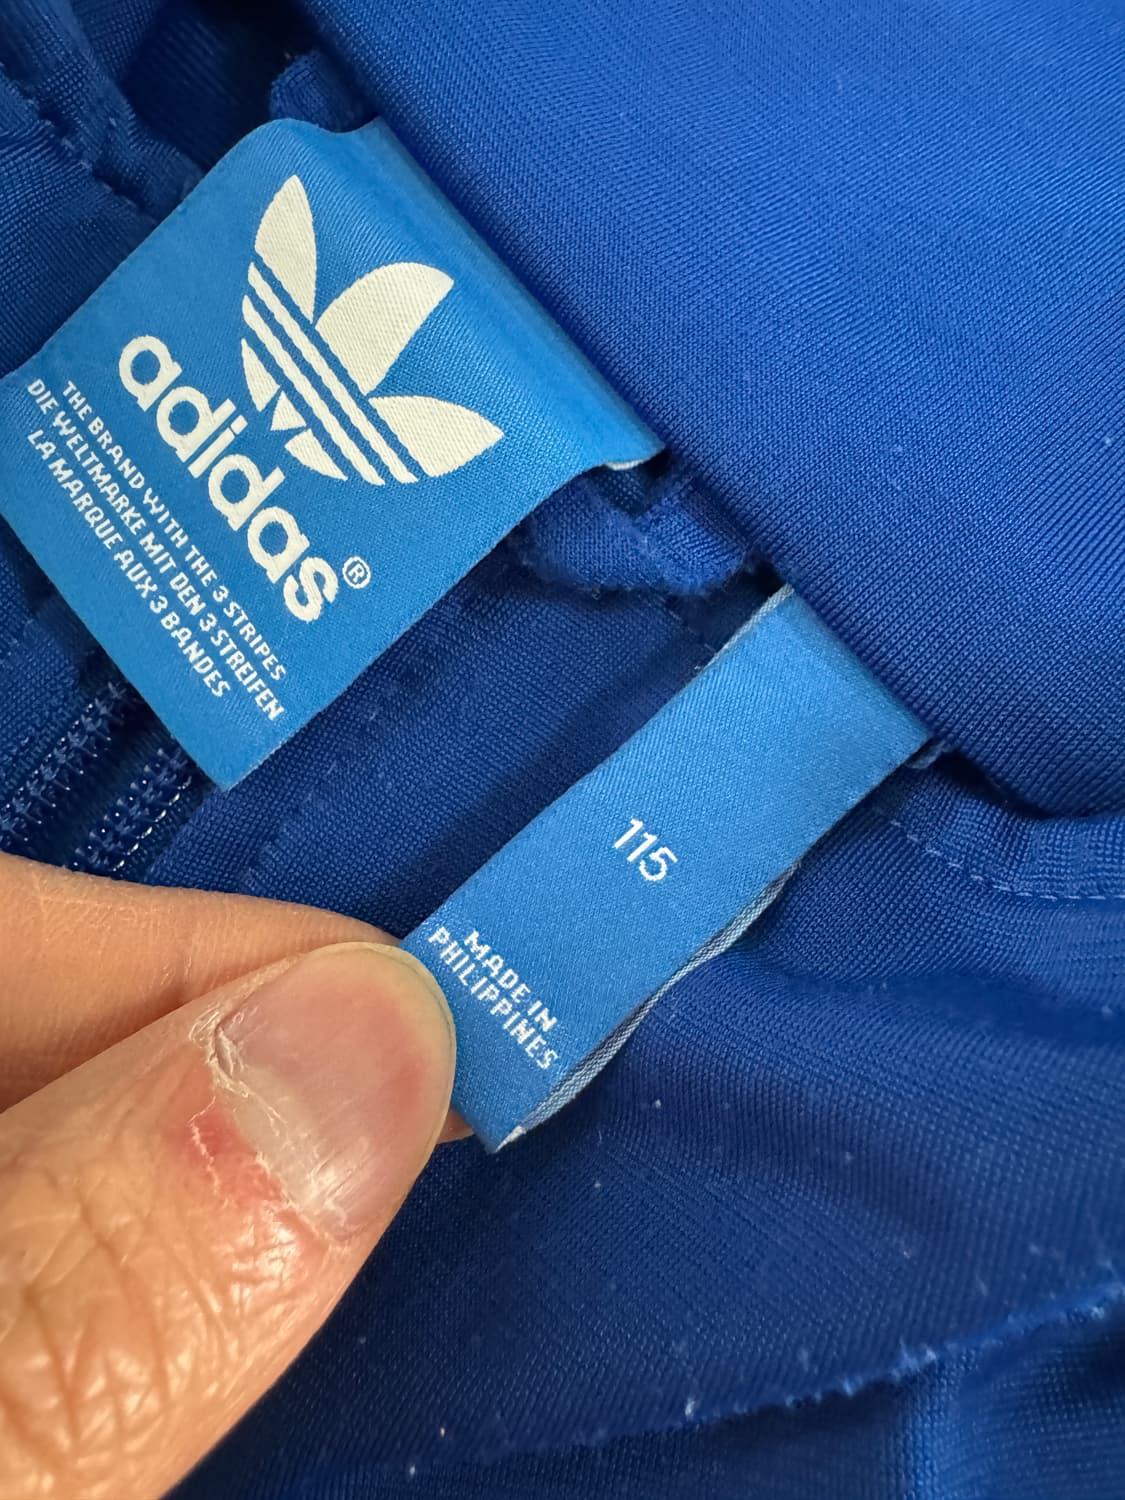 adidas®
THE BRAND WITH THE 3 STRIPES
DIE WELTMARKE MIT DEN 3 STREIFEN
LA MARQUE AUX 3 BANDES
115
MADE IN
PHILIPPINES